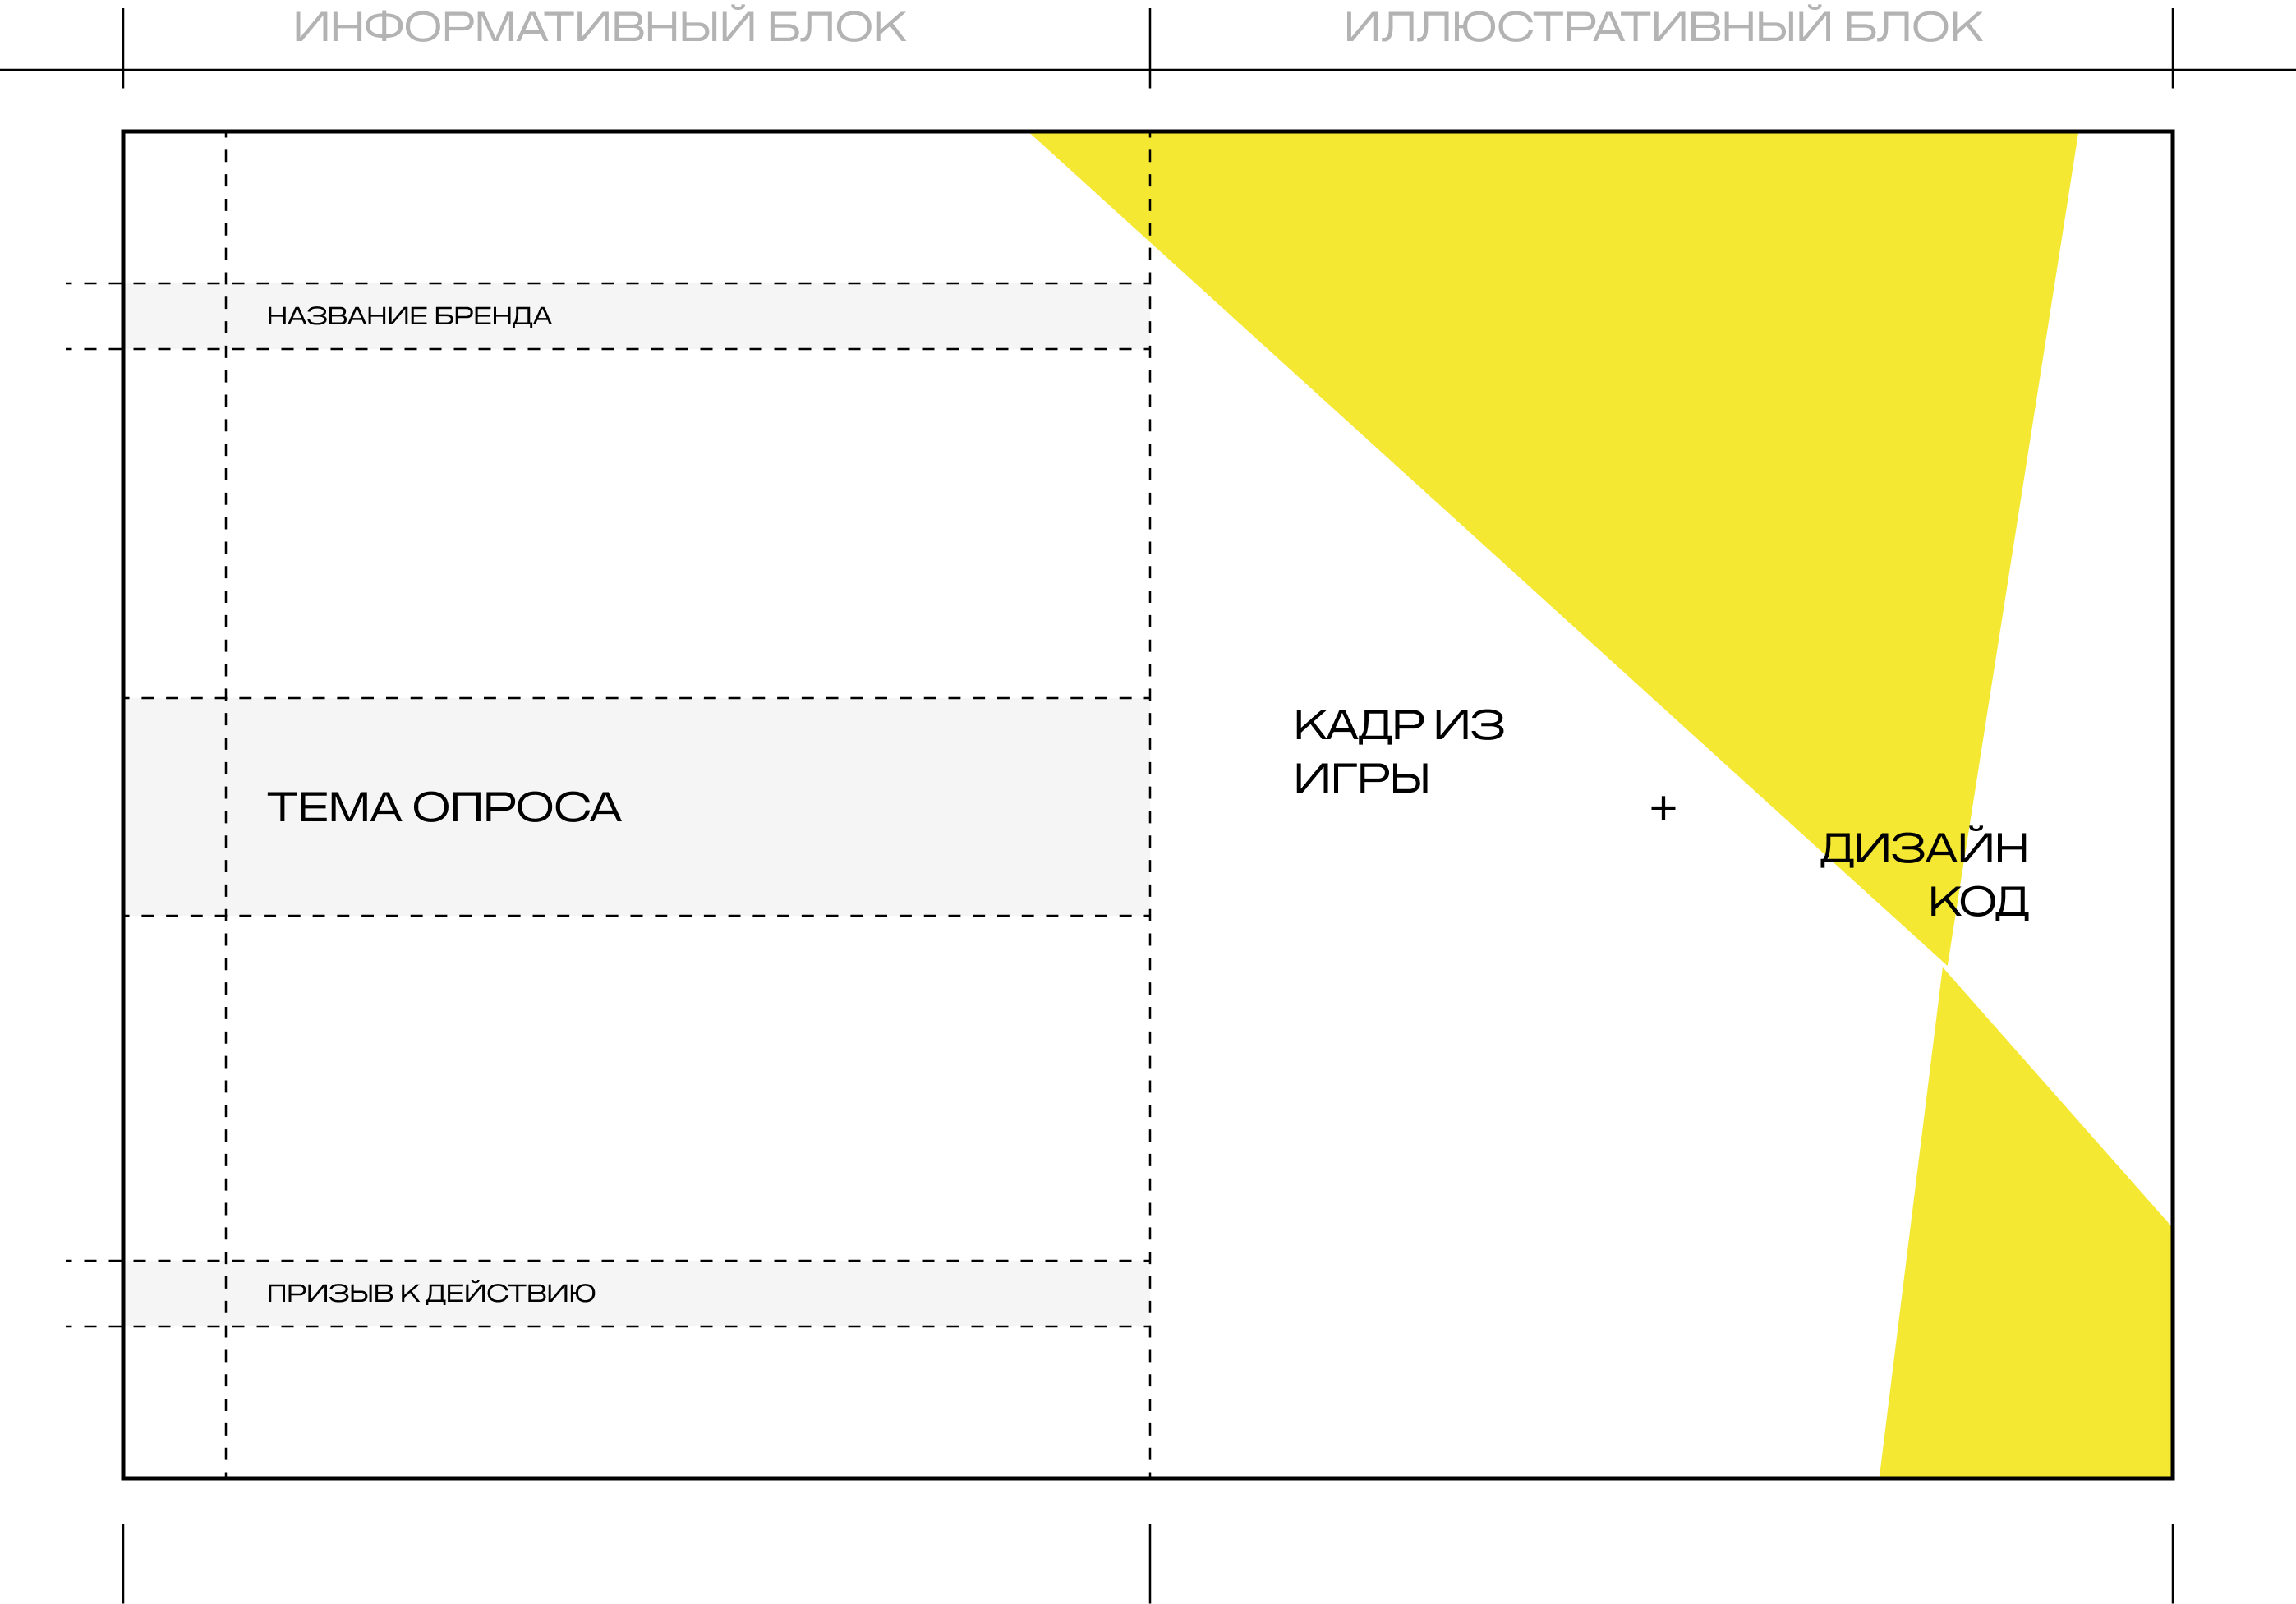 ИНФОРМАТИВНЫЙ БЛОК
ИЛЛЮСТРАТИВНЫЙ БЛОК
НАЗВАНИЕ БРЕНДА
ТЕМА ОПРОСА
ПРИЗЫВ К ДЕЙСТВИЮ
КАДР ИЗ
ИГРЫ
+
ДИЗАЙН
КОД